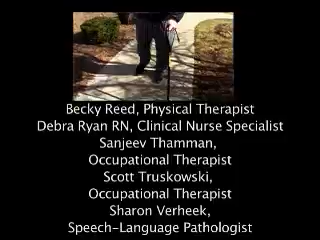 Becky Reed, Physical Therapist
Debra Ryan RN, Clinical Nurse Specialist
Sanjeev Thamman,
Occupational Therapist
Scott Truskowski,
Occupational Therapist
Sharon Verheek,
Speech-Language Pathologist